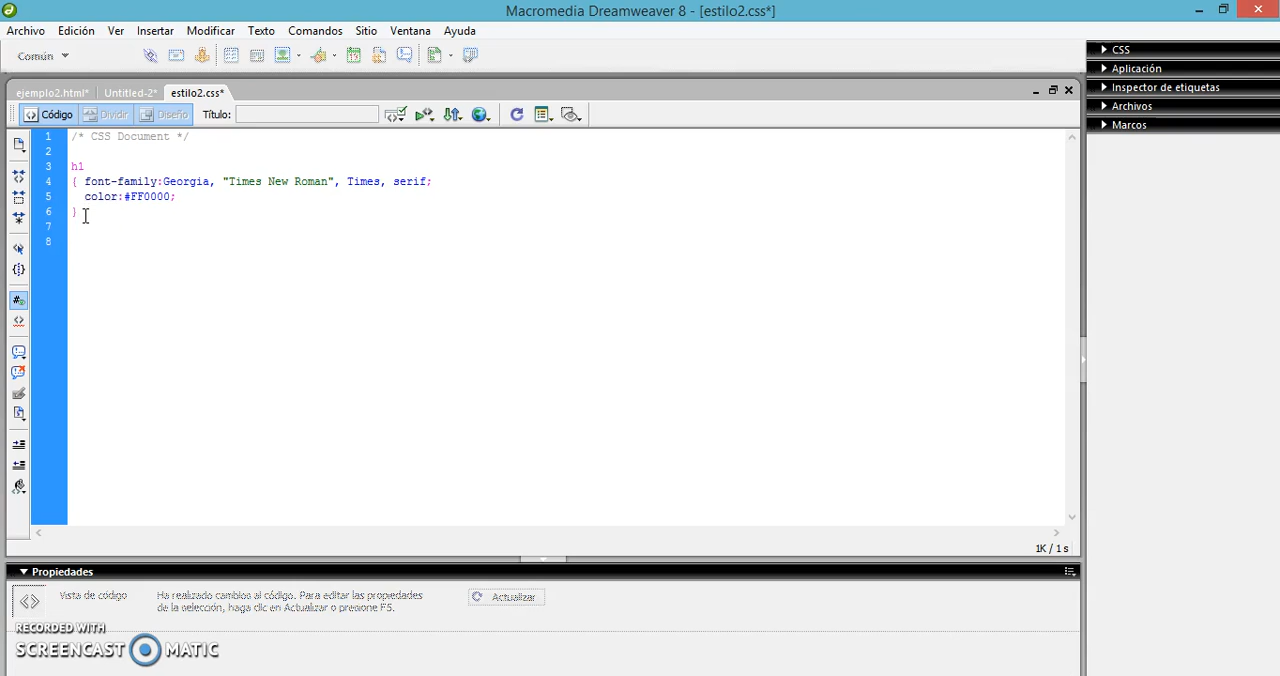 Macromedia Dreamweaver 8 - [estilo2.css*]
Archivo Edición Ver Insertar Modificar Texto Comandos Sitio Ventana Ayuda
Común
CSS
Aplicación
Inspector de etiquetas
Archivos
Marcos
ejemplo2.html* Untitled-2* estilo2.css*
Código Dividir Diseño Título:
1 /* CSS Document */
2
3 h1
4 { font-family:Georgia, "Times New Roman", Times, serif;
5 color:#FF0000;
6 }
7
8
1K / 1 s
Propiedades
Vista de código
Ha realizado cambios al código. Para editar las propiedades
de la selección, haga clic en Actualizar o presione F5.
Actualizar
RECORDED WITH
SCREENCAST MATIC